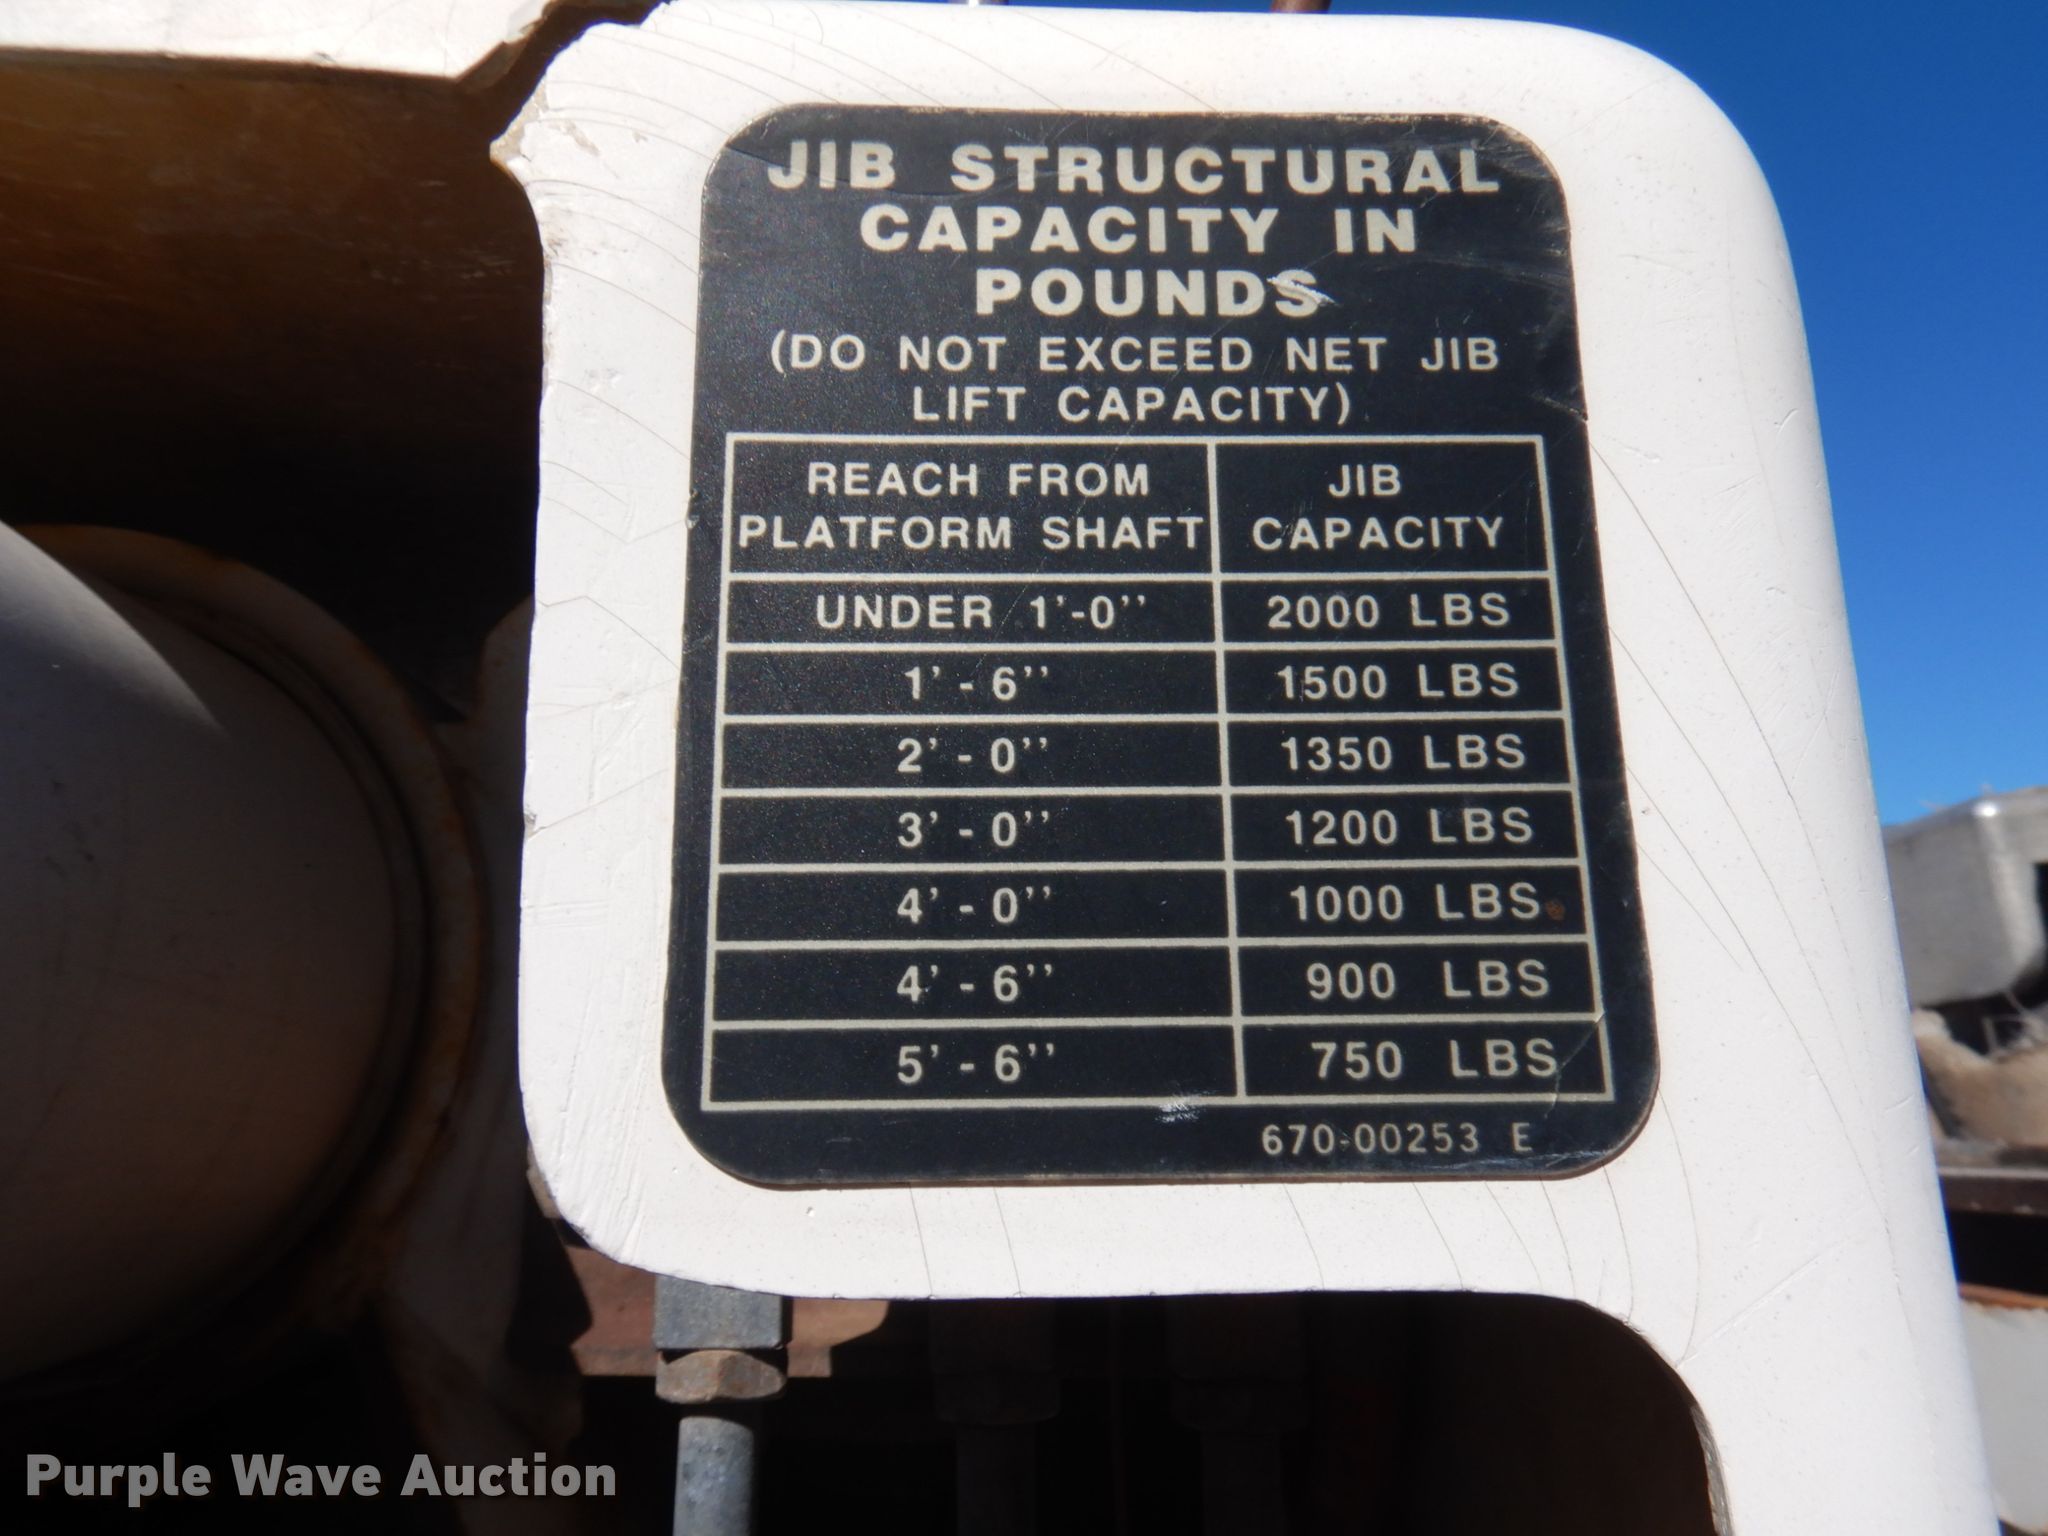 JIB STRUCTURAL
CAPACITY IN
POUNDS
(DO NOT EXCEED NET JIB
LIFT CAPACITY)
REACH FROM PLATFORM SHAFT JIB CAPACITY
UNDER 1'-0'' 2000 LBS
1'-6'' 1500 LBS
2'-0'' 1350 LBS
3'-0'' 1200 LBS
4'-0'' 1000 LBS
4'-6'' 900 LBS
5'-6'' 750 LBS
670-00253 E
Purple Wave Auction